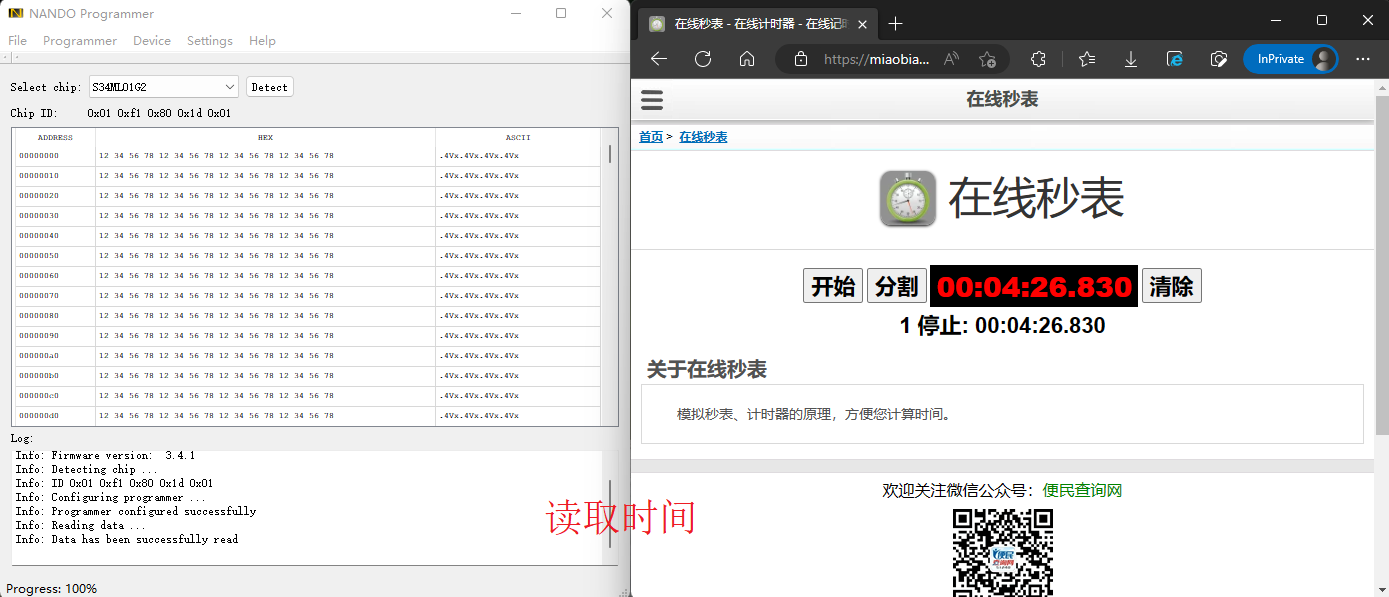 NANDO Programmer
File Programmer Device Settings Help
Select chip: S34ML01G2 Detect
Chip ID: 0x01 0xf1 0x80 0x1d 0x01
ADDRESS HEX ASCII
00000000 12 34 56 78 12 34 56 78 12 34 56 78 12 34 56 78 .4Vx.4Vx.4Vx.4Vx
00000010 12 34 56 78 12 34 56 78 12 34 56 78 12 34 56 78 .4Vx.4Vx.4Vx.4Vx
00000020 12 34 56 78 12 34 56 78 12 34 56 78 12 34 56 78 .4Vx.4Vx.4Vx.4Vx
00000030 12 34 56 78 12 34 56 78 12 34 56 78 12 34 56 78 .4Vx.4Vx.4Vx.4Vx
00000040 12 34 56 78 12 34 56 78 12 34 56 78 12 34 56 78 .4Vx.4Vx.4Vx.4Vx
00000050 12 34 56 78 12 34 56 78 12 34 56 78 12 34 56 78 .4Vx.4Vx.4Vx.4Vx
00000060 12 34 56 78 12 34 56 78 12 34 56 78 12 34 56 78 .4Vx.4Vx.4Vx.4Vx
00000070 12 34 56 78 12 34 56 78 12 34 56 78 12 34 56 78 .4Vx.4Vx.4Vx.4Vx
00000080 12 34 56 78 12 34 56 78 12 34 56 78 12 34 56 78 .4Vx.4Vx.4Vx.4Vx
00000090 12 34 56 78 12 34 56 78 12 34 56 78 12 34 56 78 .4Vx.4Vx.4Vx.4Vx
000000a0 12 34 56 78 12 34 56 78 12 34 56 78 12 34 56 78 .4Vx.4Vx.4Vx.4Vx
000000b0 12 34 56 78 12 34 56 78 12 34 56 78 12 34 56 78 .4Vx.4Vx.4Vx.4Vx
000000c0 12 34 56 78 12 34 56 78 12 34 56 78 12 34 56 78 .4Vx.4Vx.4Vx.4Vx
000000d0 12 34 56 78 12 34 56 78 12 34 56 78 12 34 56 78 .4Vx.4Vx.4Vx.4Vx
Log:
Info: Firmware version: 3.4.1
Info: Detecting chip ...
Info: ID 0x01 0xf1 0x80 0x1d 0x01
Info: Configuring programmer ...
Info: Programmer configured successfully
Info: Reading data ...
Info: Data has been successfully read
Progress: 100%
读取时间
在线秒表 - 在线计时器 - 在线记时
https://miaobia... InPrivate
在线秒表
首页 > 在线秒表
在线秒表
开始 分割 00:04:26.830 清除
1 停止: 00:04:26.830
关于在线秒表
模拟秒表、计时器的原理，方便您计算时间。
欢迎关注微信公众号：便民查询网
便民
查询网